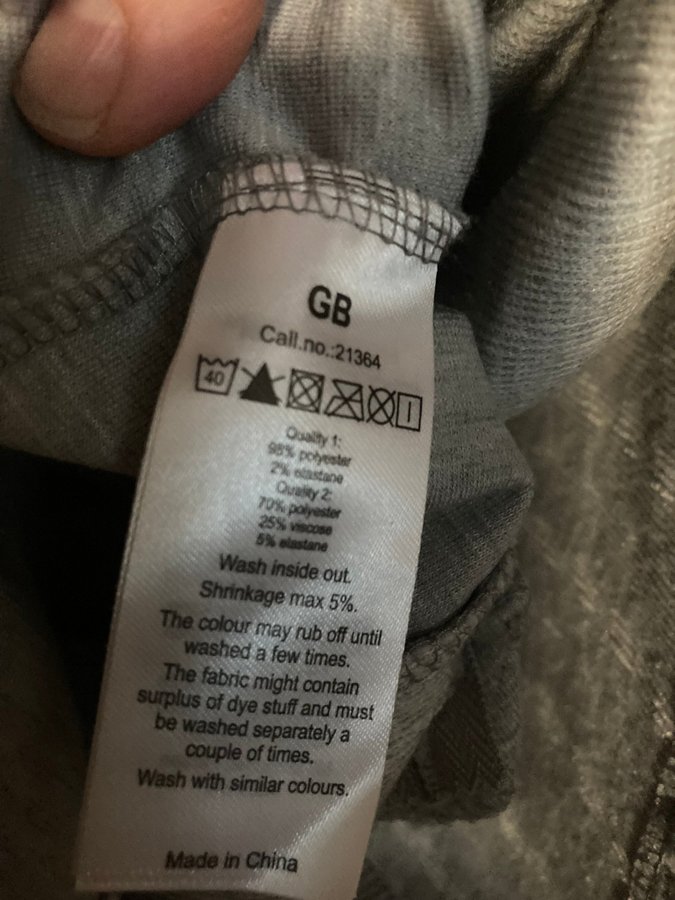 GB
Call.no.:21364
40
Quality 1:
98% polyester
2% elastane
Quality 2:
70% polyester
25% viscose
5% elastane
Wash inside out.
Shrinkage max 5%.
The colour may rub off until
washed a few times.
The fabric might contain
surplus of dye stuff and must
be washed separately a
couple of times.
Wash with similar colours.
Made in China